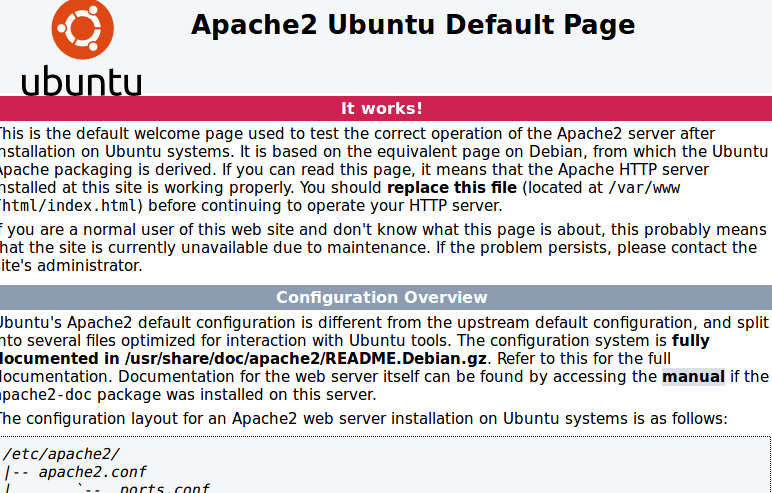 Apache2 Ubuntu Default Page
ubuntu
It works!
This is the default welcome page used to test the correct operation of the Apache2 server after
installation on Ubuntu systems. It is based on the equivalent page on Debian, from which the Ubuntu
Apache packaging is derived. If you can read this page, it means that the Apache HTTP server
installed at this site is working properly. You should replace this file (located at /var/www
/html/index.html) before continuing to operate your HTTP server.
If you are a normal user of this web site and don't know what this page is about, this probably means
that the site is currently unavailable due to maintenance. If the problem persists, please contact the
site's administrator.
Configuration Overview
Ubuntu's Apache2 default configuration is different from the upstream default configuration, and split
into several files optimized for interaction with Ubuntu tools. The configuration system is fully
documented in /usr/share/doc/apache2/README.Debian.gz. Refer to this for the full
documentation. Documentation for the web server itself can be found by accessing the manual if the
apache2-doc package was installed on this server.
The configuration layout for an Apache2 web server installation on Ubuntu systems is as follows:
/etc/apache2/
|-- apache2.conf
|       `--  ports.conf